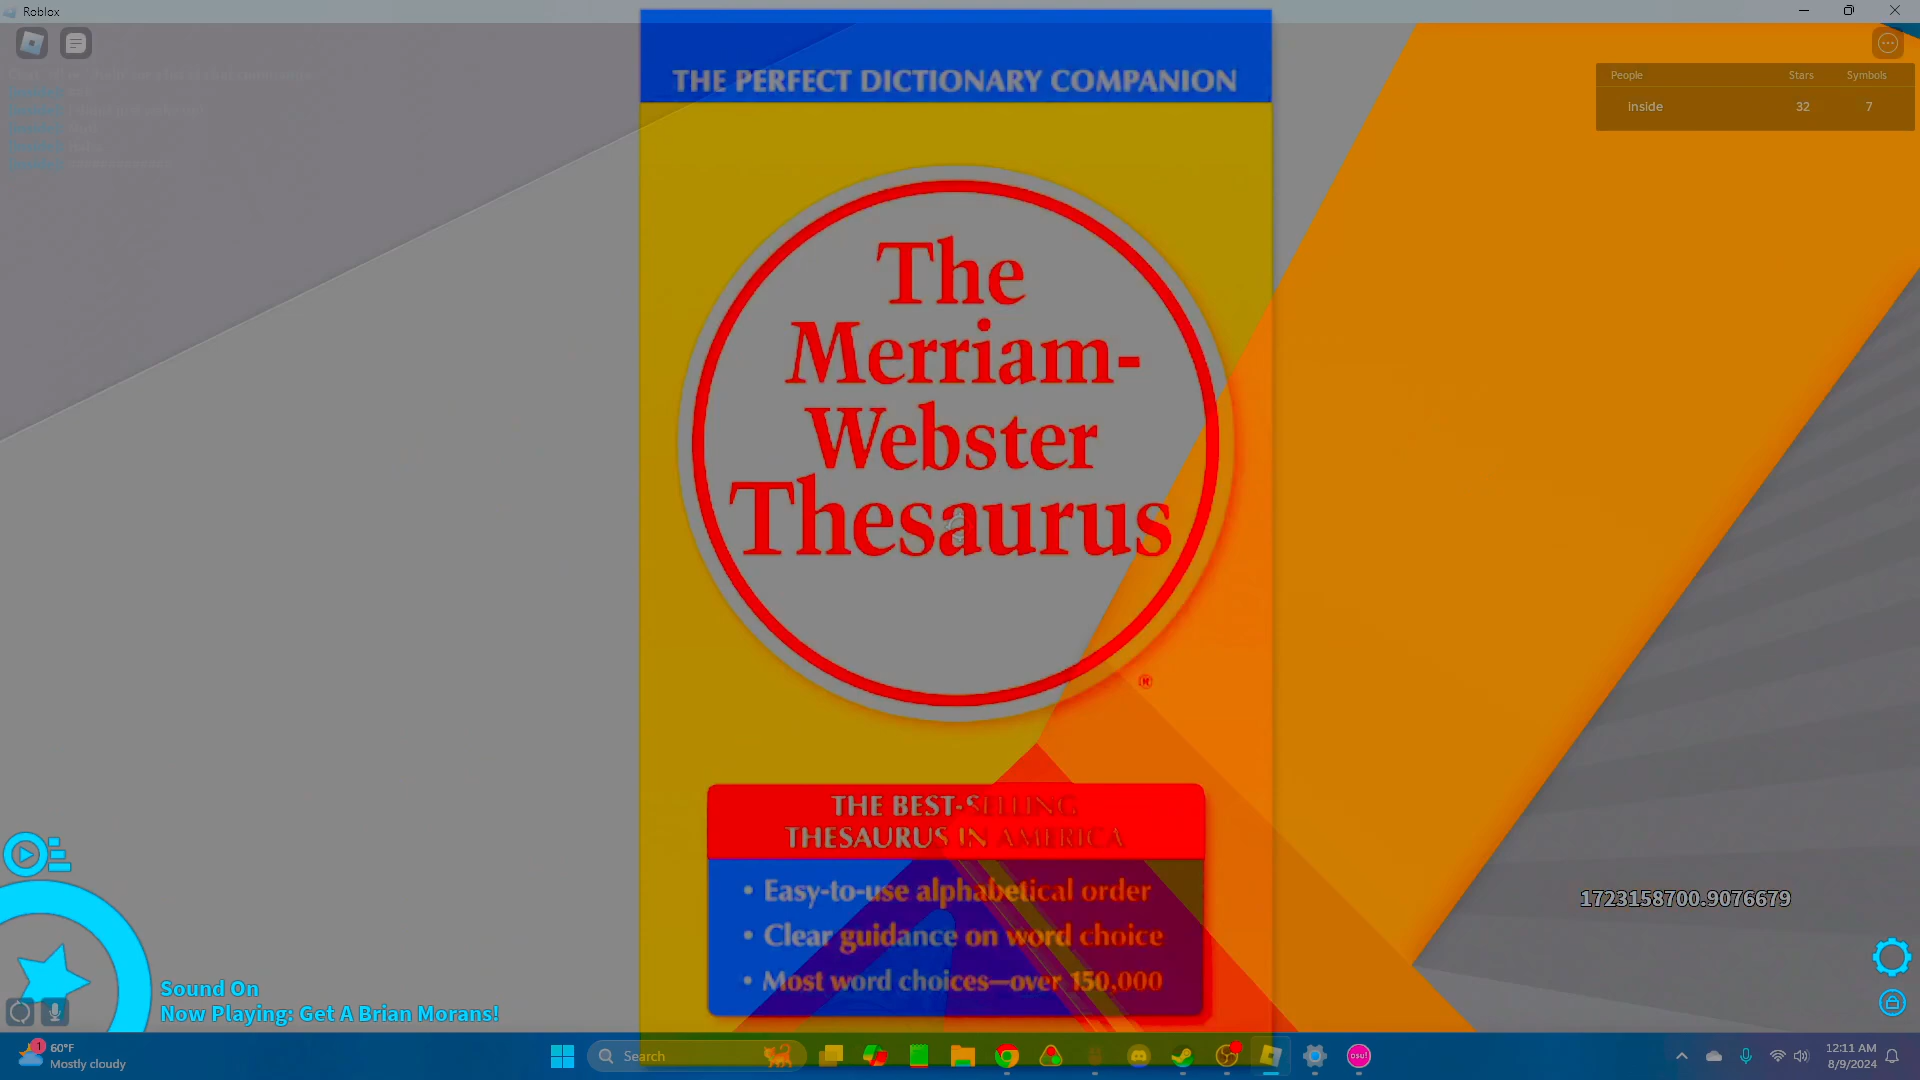 Roblox
THE PERFECT DICTIONARY COMPANION
People Stars Symbols
inside 32 7
The
Merriam-
Webster
Thesaurus
®
THE BEST-SELLING
THESAURUS IN AMERICA
• Easy-to-use alphabetical order
• Clear guidance on word choice
• Most word choices—over 150,000
1723158700.9076679
Sound On
Now Playing: Get A Brian Morans!
1
60°F
Mostly cloudy
Search
osu!
12:11 AM
8/9/2024